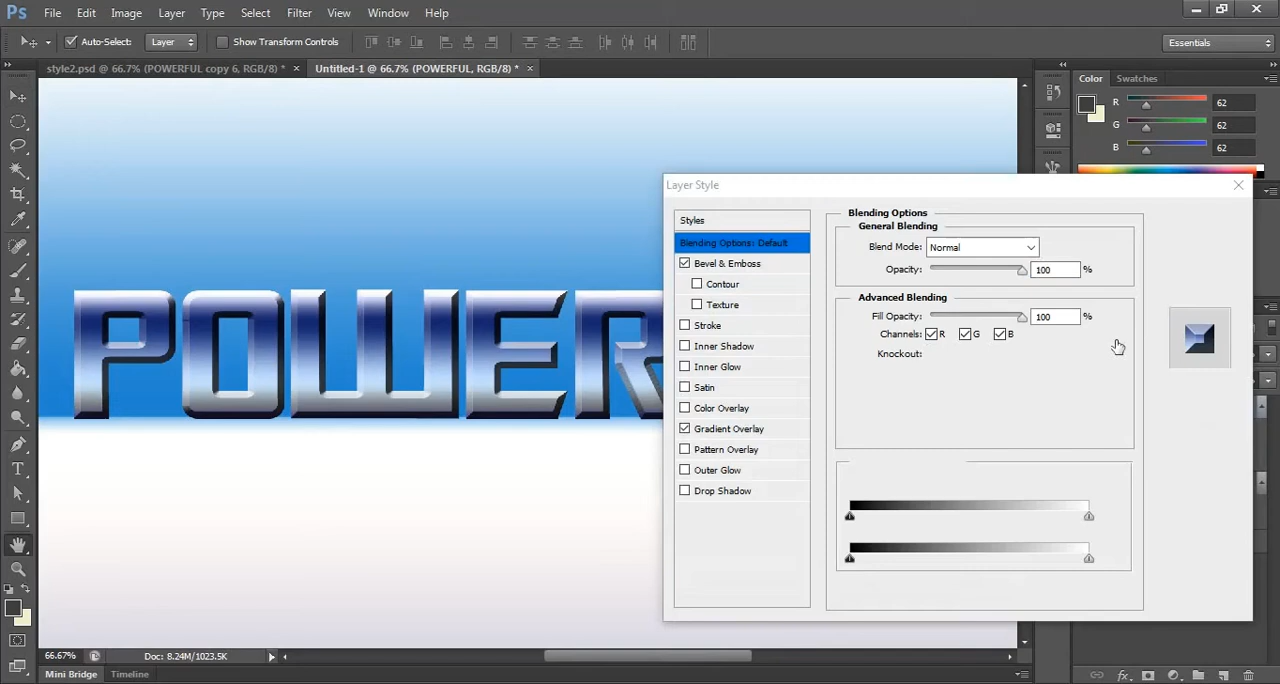 Ps File Edit Image Layer Type Select Filter View Window Help
Auto-Select: Layer Show Transform Controls Essentials
style2.psd @ 66.7% (POWERFUL copy 6, RGB/8) * × Untitled-1 @ 66.7% (POWERFUL, RGB/8) * ×
Color Swatches
R 62
G 62
B 62
POWER
Layer Style
Styles
Blending Options: Default
Bevel & Emboss
Contour
Texture
Stroke
Inner Shadow
Inner Glow
Satin
Color Overlay
Gradient Overlay
Pattern Overlay
Outer Glow
Drop Shadow
Blending Options
General Blending
Blend Mode: Normal
Opacity: 100 %
Advanced Blending
Fill Opacity: 100 %
Channels: R G B
Knockout:
66.67% Doc: 8.24M/1023.5K
Mini Bridge Timeline
fx